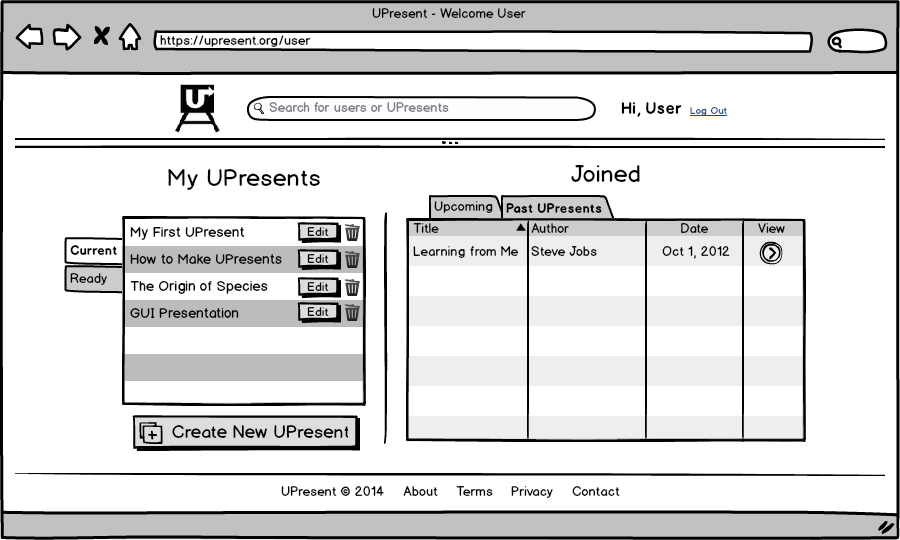 UPresent - Welcome User
https://upresent.org/user
U
Search for users or UPresents
Hi, User Log Out
My UPresents
Joined
Upcoming Past UPresents
Title Author Date View
Learning from Me Steve Jobs Oct 1, 2012
Current
Ready
My First UPresent Edit
How to Make UPresents Edit
The Origin of Species Edit
GUI Presentation Edit
Create New UPresent
UPresent © 2014 About Terms Privacy Contact